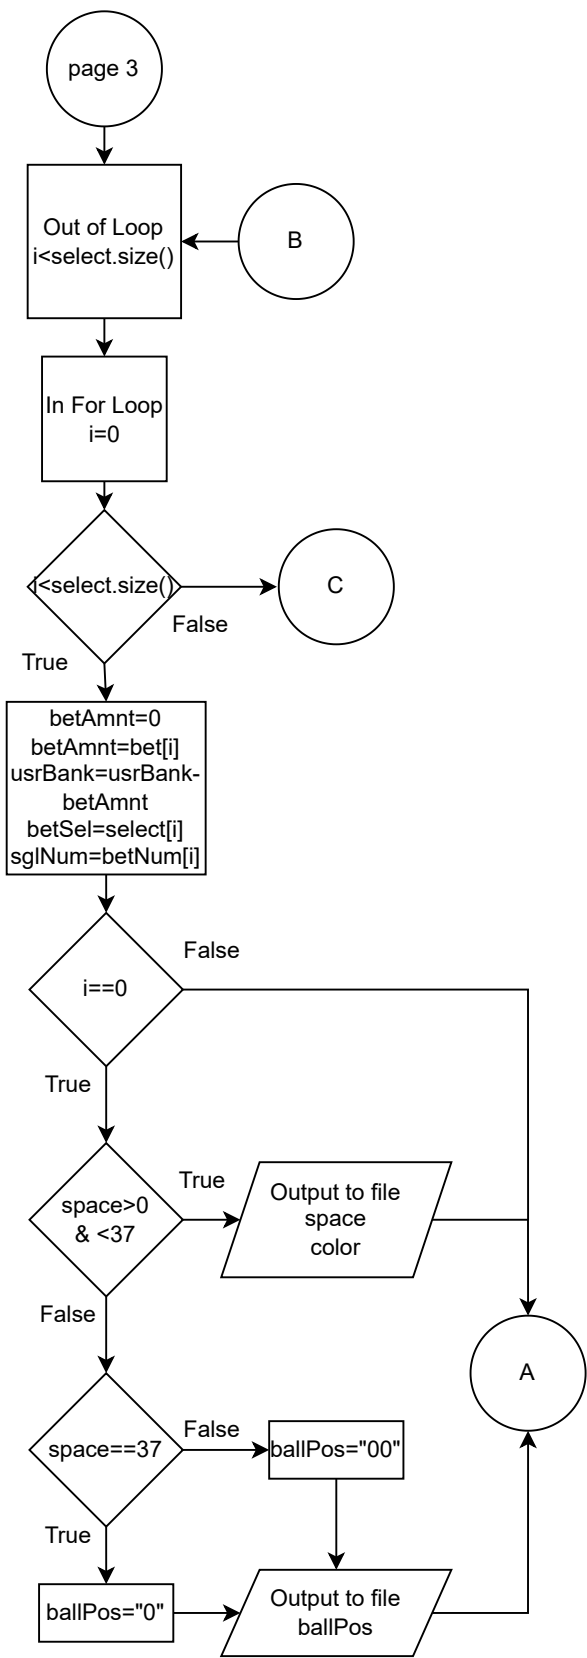 page 3
Out of Loop
i<select.size()
B
In For Loop
i=0
i<select.size()
C
False
True
betAmnt=0
betAmnt=bet[i]
usrBank=usrBank-
betAmnt
betSel=select[i]
sglNum=betNum[i]
False
i==0
True
True
space>0
& <37
Output to file
space
color
False
A
False
space==37
ballPos="00"
True
ballPos="0"
Output to file
ballPos